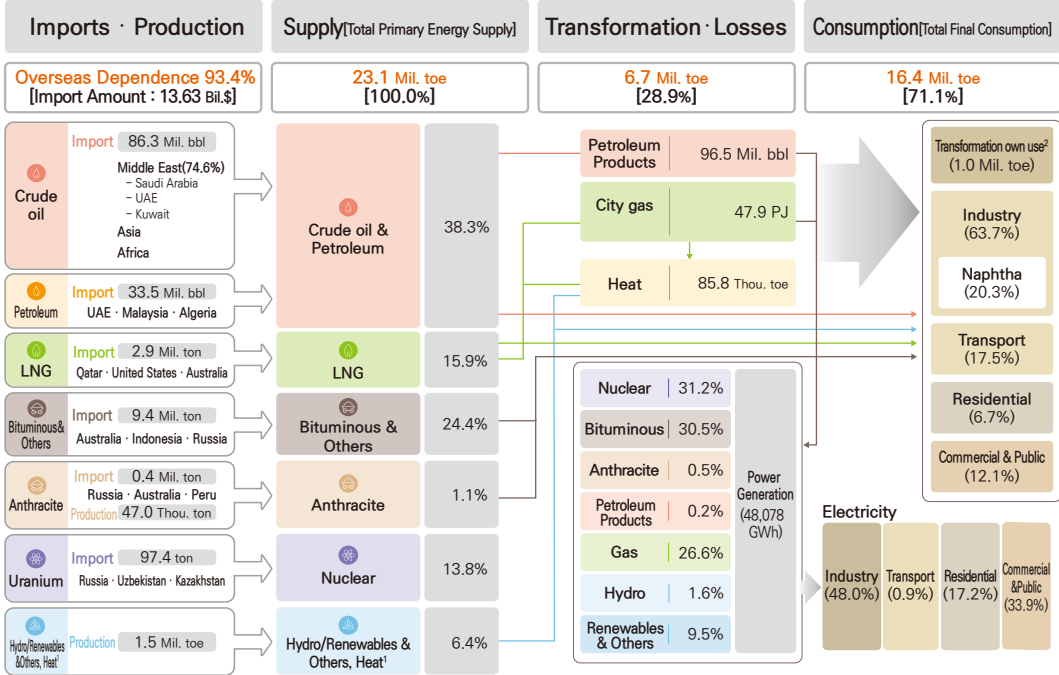 Imports · Production
Supply[Total Primary Energy Supply]
Transformation · Losses
Consumption[Total Final Consumption]
Overseas Dependence 93.4%
[Import Amount : 13.63 Bil.$]
23.1 Mil. toe
[100.0%]
6.7 Mil. toe
[28.9%]
16.4 Mil. toe
[71.1%]
Crude
oil
Import 86.3 Mil. bbl
Middle East(74.6%)
– Saudi Arabia
– UAE
– Kuwait
Asia
Africa
Petroleum
Import 33.5 Mil. bbl
UAE · Malaysia · Algeria
LNG
Import 2.9 Mil. ton
Qatar · United States · Australia
Bituminous&
Others
Import 9.4 Mil. ton
Australia · Indonesia · Russia
Anthracite
Import 0.4 Mil. ton
Russia · Australia · Peru
Production 47.0 Thou. ton
Uranium
Import 97.4 ton
Russia · Uzbekistan · Kazakhstan
Hydro/Renewables
&Others, Heat¹
Production 1.5 Mil. toe
Crude oil &
Petroleum
38.3%
LNG
15.9%
Bituminous &
Others
24.4%
Anthracite
1.1%
Nuclear
13.8%
Hydro/Renewables &
Others, Heat¹
6.4%
Petroleum
Products
96.5 Mil. bbl
City gas
47.9 PJ
Heat
85.8 Thou. toe
Nuclear 31.2%
Bituminous 30.5%
Anthracite 0.5%
Petroleum
Products
0.2%
Gas 26.6%
Hydro 1.6%
Renewables
& Others
9.5%
Power
Generation
(48,078
GWh)
Transformation own use²
(1.0 Mil. toe)
Industry
(63.7%)
Naphtha
(20.3%)
Transport
(17.5%)
Residential
(6.7%)
Commercial & Public
(12.1%)
Electricity
Industry
(48.0%)
Transport
(0.9%)
Residential
(17.2%)
Commercial
&Public
(33.9%)